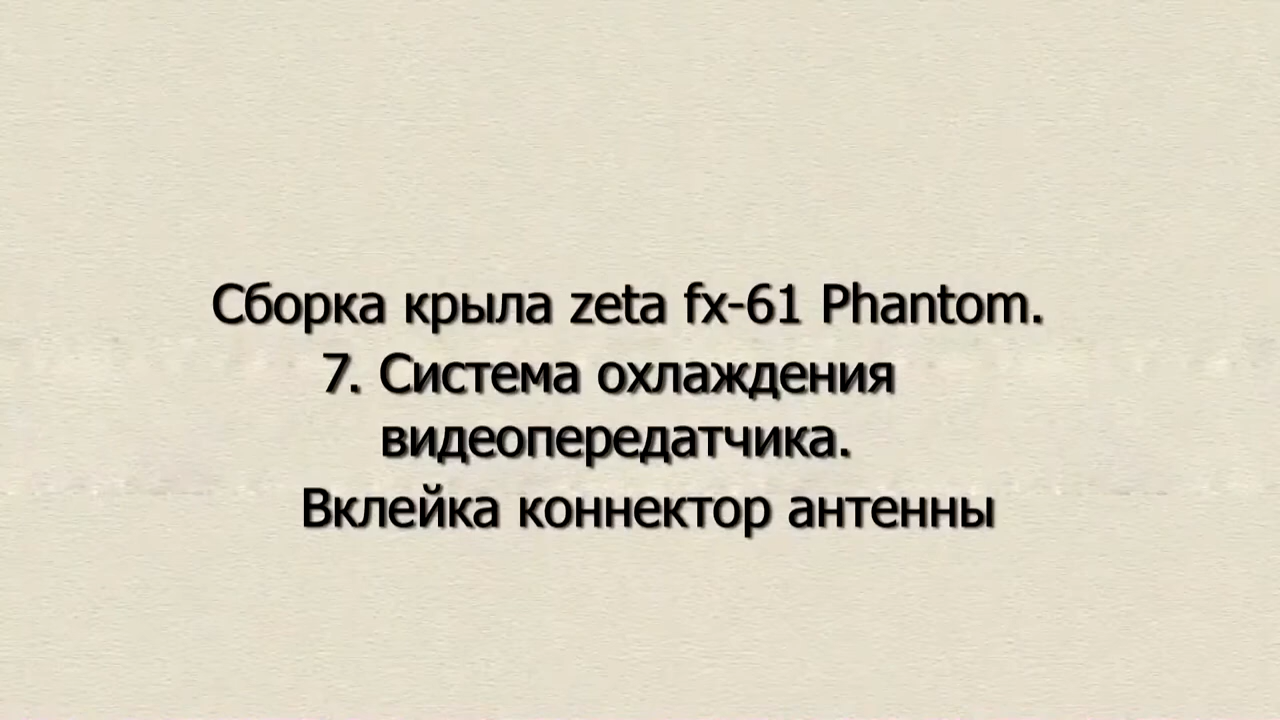 Сборка крыла zeta fx-61 Phantom.
7. Система охлаждения
видеопередатчика.
Вклейка коннектор антенны